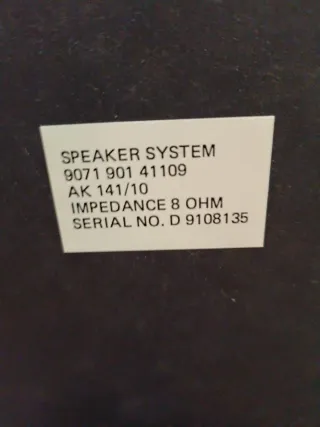 SPEAKER SYSTEM
9071 901 41109
AK 141/10
IMPEDANCE 8 OHM
SERIAL NO. D 9108135